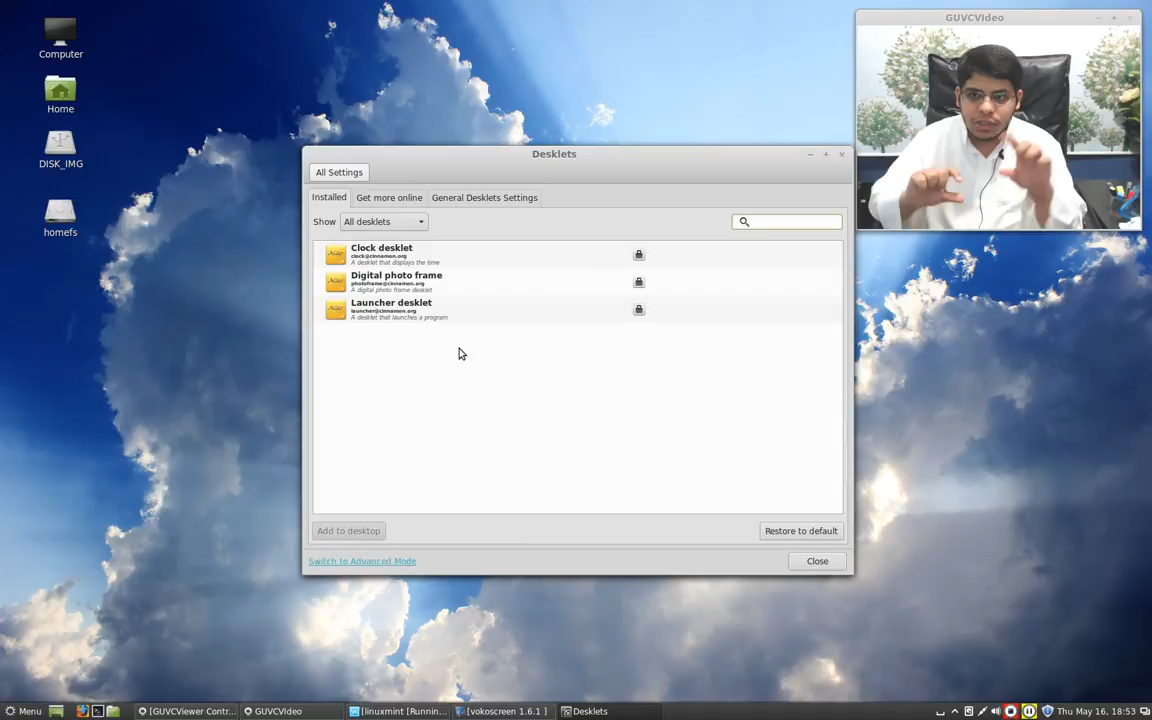 Computer
Home
DISK_IMG
homefs
GUVCVideo
Desklets
All Settings
Installed
Get more online
General Desklets Settings
Show
All desklets
Clock desklet
clock@cinnamon.org
A desklet that displays the time
Digital photo frame
photoframe@cinnamon.org
A digital photo frame desklet
Launcher desklet
launcher@cinnamon.org
A desklet that launches a program
Add to desktop
Restore to default
Switch to Advanced Mode
Close
Menu
[GUVCViewer Contr...
GUVCVideo
[linuxmint [Runnin...
[vokoscreen 1.6.1 ]
Desklets
Thu May 16, 18:53